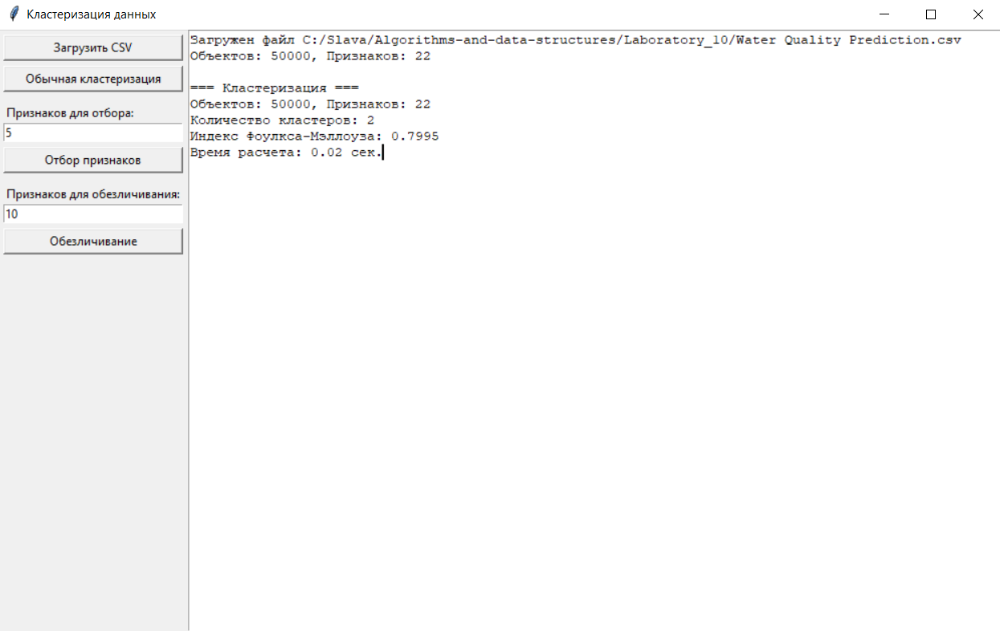 Кластеризация данных
Загрузить CSV
Обычная кластеризация
Признаков для отбора:
5
Отбор признаков
Признаков для обезличивания:
10
Обезличивание
Загружен файл C:/Slava/Algorithms-and-data-structures/Laboratory_10/Water Quality Prediction.csv
Объектов: 50000, Признаков: 22
=== Кластеризация ===
Объектов: 50000, Признаков: 22
Количество кластеров: 2
Индекс Фоулкса-Мэллоуза: 0.7995
Время расчета: 0.02 сек.